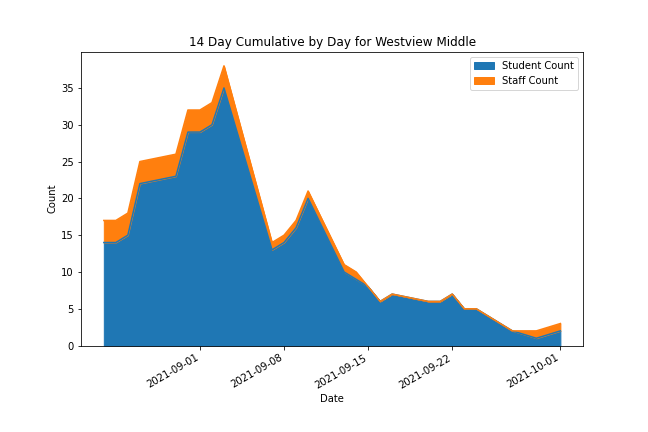 14 Day Cumulative by Day for Westview Middle
Student Count
Staff Count
Count
35
30
25
20
15
10
5
0
2021-09-01
2021-09-08
2021-09-15
2021-09-22
2021-10-01
Date